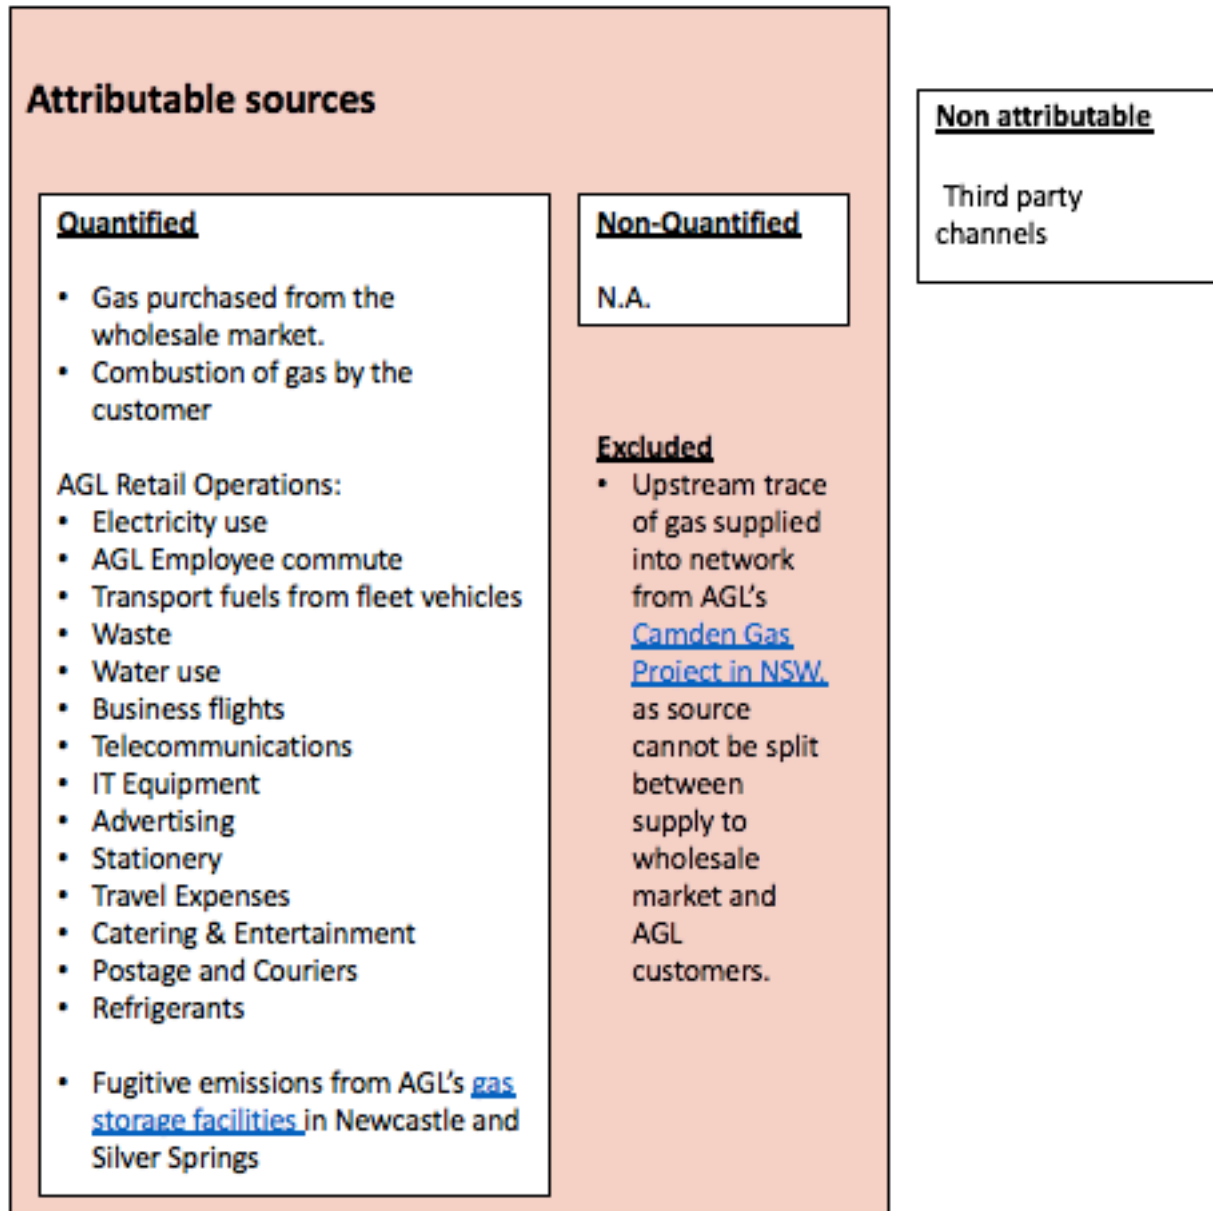 Attributable sources
Quantified
• Gas purchased from the
wholesale market.
• Combustion of gas by the
customer
AGL Retail Operations:
• Electricity use
• AGL Employee commute
• Transport fuels from fleet vehicles
• Waste
• Water use
• Business flights
• Telecommunications
• IT Equipment
• Advertising
• Stationery
• Travel Expenses
• Catering & Entertainment
• Postage and Couriers
• Refrigerants
• Fugitive emissions from AGL's gas
storage facilities in Newcastle and
Silver Springs
Non-Quantified
N.A.
Excluded
• Upstream trace
of gas supplied
into network
from AGL's
Camden Gas
Project in NSW,
as source
cannot be split
between
supply to
wholesale
market and
AGL
customers.
Non attributable
Third party
channels